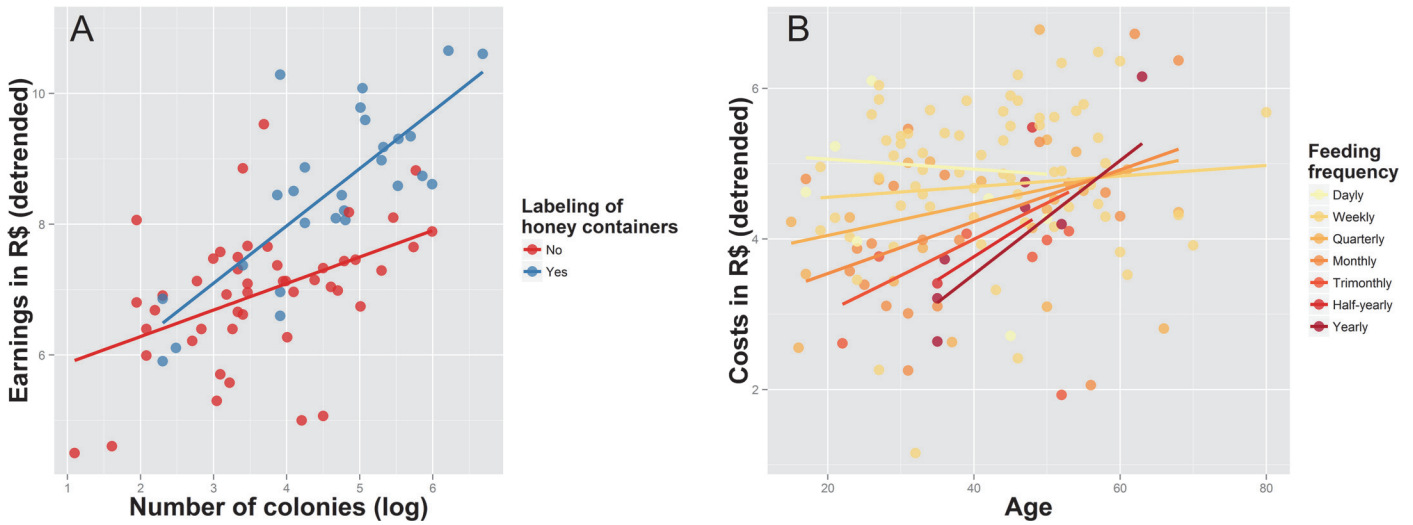 A
Earnings in R$ (detrended)
10
8
6
1 2 3 4 5 6
Number of colonies (log)
Labeling of
honey containers
No
Yes
B
Costs in R$ (detrended)
6
4
2
20 40 60 80
Age
Feeding
frequency
Dayly
Weekly
Quarterly
Monthly
Trimonthly
Half-yearly
Yearly